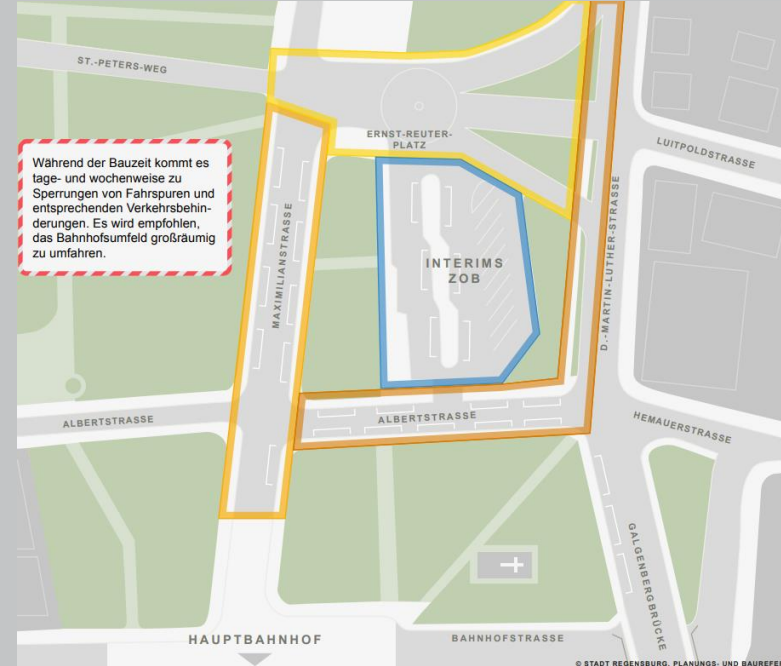 ST.-PETERS-WEG
ERNST-REUTER-
PLATZ
LUITPOLDSTRASSE
Während der Bauzeit kommt es
tage- und wochenweise zu
Sperrungen von Fahrspuren und
entsprechenden Verkehrsbehin-
derungen. Es wird empfohlen,
das Bahnhofsumfeld großräumig
zu umfahren.
MAXIMILIANSTRASSE
INTERIMS
ZOB
D.-MARTIN-LUTHER-STRASSE
ALBERTSTRASSE
ALBERTSTRASSE
HEMAUERSTRASSE
GALGENBERGBRÜCKE
HAUPTBAHNHOF
BAHNHOFSTRASSE
© STADT REGENSBURG, PLANUNGS- UND BAUREFE